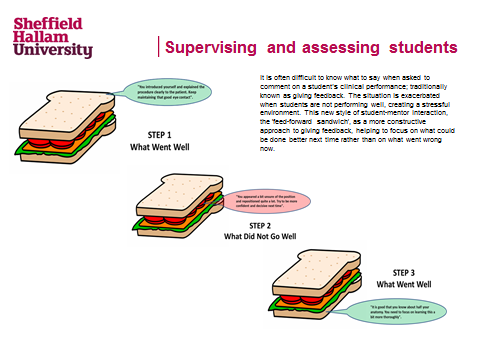 Sheffield
Hallam
University
Supervising and assessing students
It is often difficult to know what to say when asked to
comment on a student's clinical performance; traditionally
known as giving feedback. The situation is exacerbated
when students are not performing well, creating a stressful
environment. This new style of student-mentor interaction,
the 'feed-forward sandwich', as a more constructive
approach to giving feedback, helping to focus on what could
be done better next time rather than on what went wrong
now.
"You introduced yourself and explained the
procedure clearly to the patient. Keep
maintaining that good eye contact".
STEP 1
What Went Well
"You appeared a bit unsure of the position
and repositioned quite a lot. Try to be more
confident and decisive next time".
STEP 2
What Did Not Go Well
STEP 3
What Went Well
"It is good that you know about half your
anatomy. You need to focus on learning this a
bit more thoroughly".